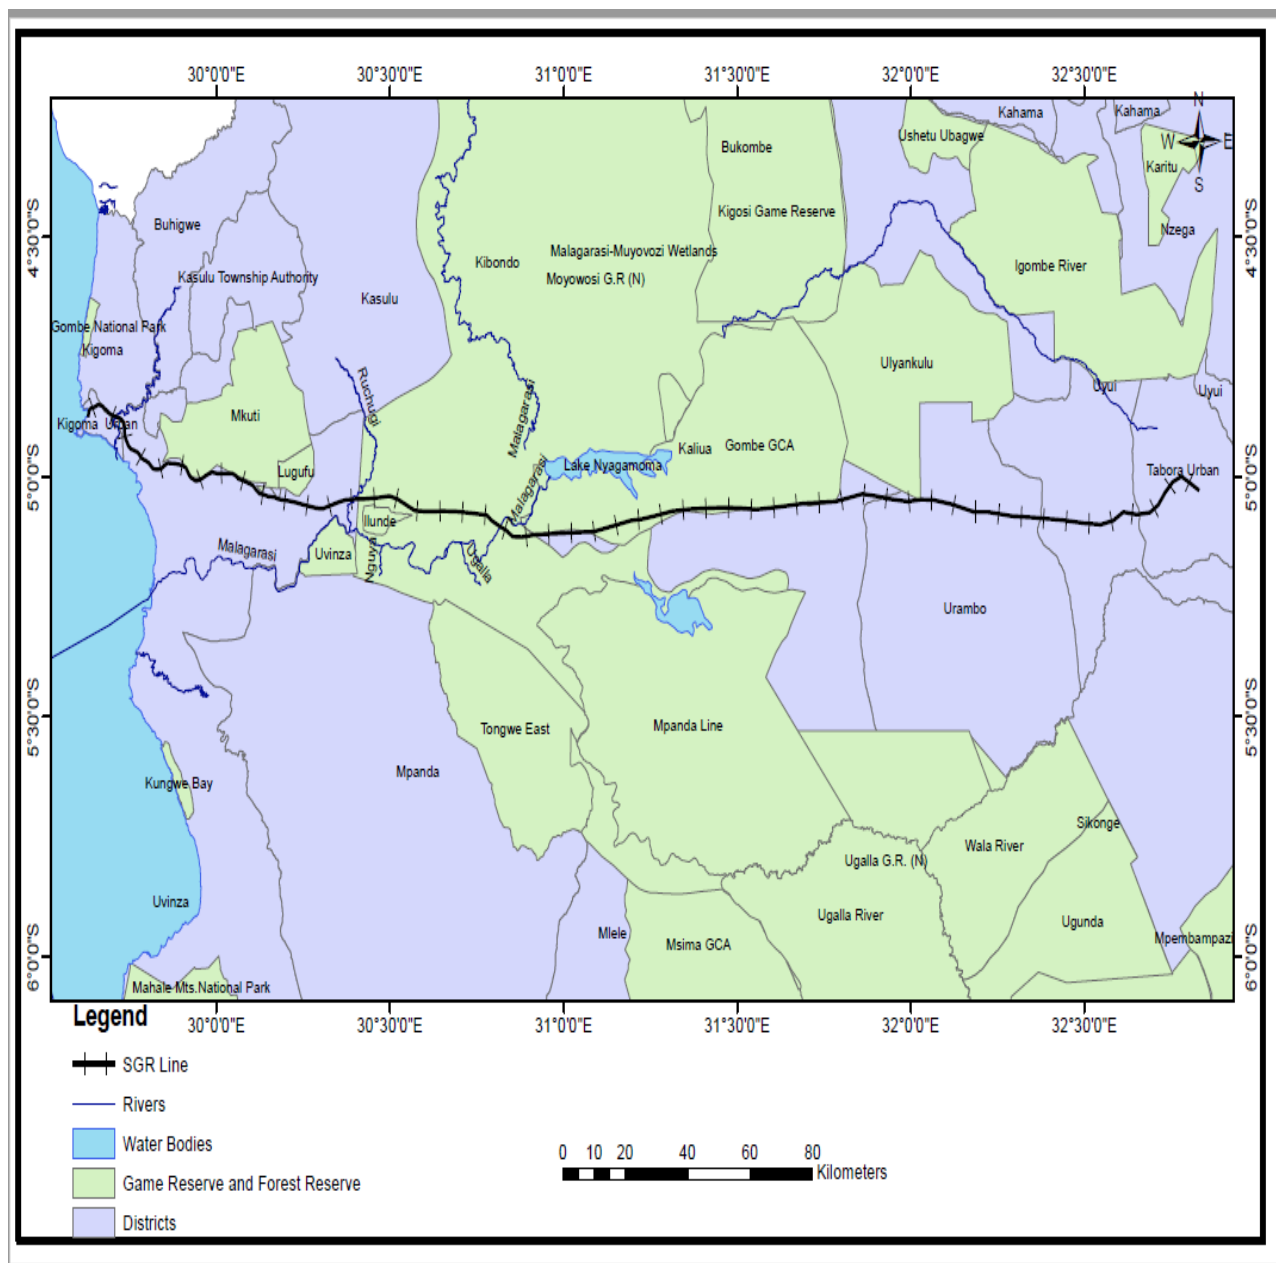 30°0'0"E 30°30'0"E 31°0'0"E 31°30'0"E 32°0'0"E 32°30'0"E
N
W E
S
Kahama
Kahama
Ushetu Ubagwe
Bukombe
Karitu
Kigosi Game Reserve
Buhigwe
Nzega
4°30'0"S
4°30'0"S
Malagarasi-Muyovozi Wetlands
Kibondo
Igombe River
Kasulu Township Authority
Moyowosi G.R (N)
Kasulu
Gombe National Park
Kigoma
Ulyankulu
Ruchugi
Uyui
Uyui
Malagarasi
Mkuti
Kigoma Urban
Kaliua
Gombe GCA
Lake Nyagamoma
Lugufu
Tabora Urban
5°0'0"S
5°0'0"S
Malagarasi
Ilunde
Malagarasi
Uvinza
Nguya
Ugalla
Urambo
5°30'0"S
5°30'0"S
Tongwe East
Mpanda Line
Mpanda
Kungwe Bay
Sikonge
Wala River
Ugalla G.R. (N)
Uvinza
Ugalla River
Ugunda
Mlele
Msima GCA
Mpembampazi
6°0'0"S
6°0'0"S
Mahale Mts.National Park
30°0'0"E 30°30'0"E 31°0'0"E 31°30'0"E 32°0'0"E 32°30'0"E
Legend
SGR Line
Rivers
Water Bodies
Game Reserve and Forest Reserve
Districts
0 10 20 40 60 80
Kilometers